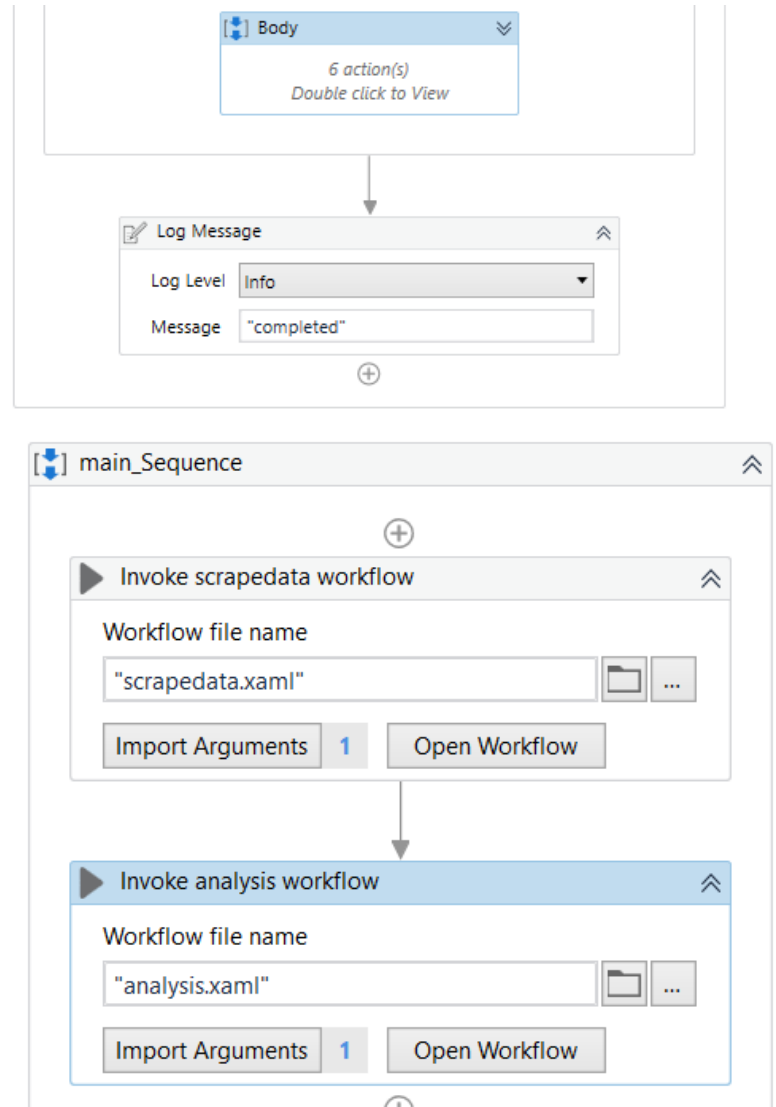 Body
6 action(s)
Double click to View
Log Message
Log Level Info
Message "completed"
main_Sequence
Invoke scrapedata workflow
Workflow file name
"scrapedata.xaml" ...
Import Arguments 1 Open Workflow
Invoke analysis workflow
Workflow file name
"analysis.xaml" ...
Import Arguments 1 Open Workflow